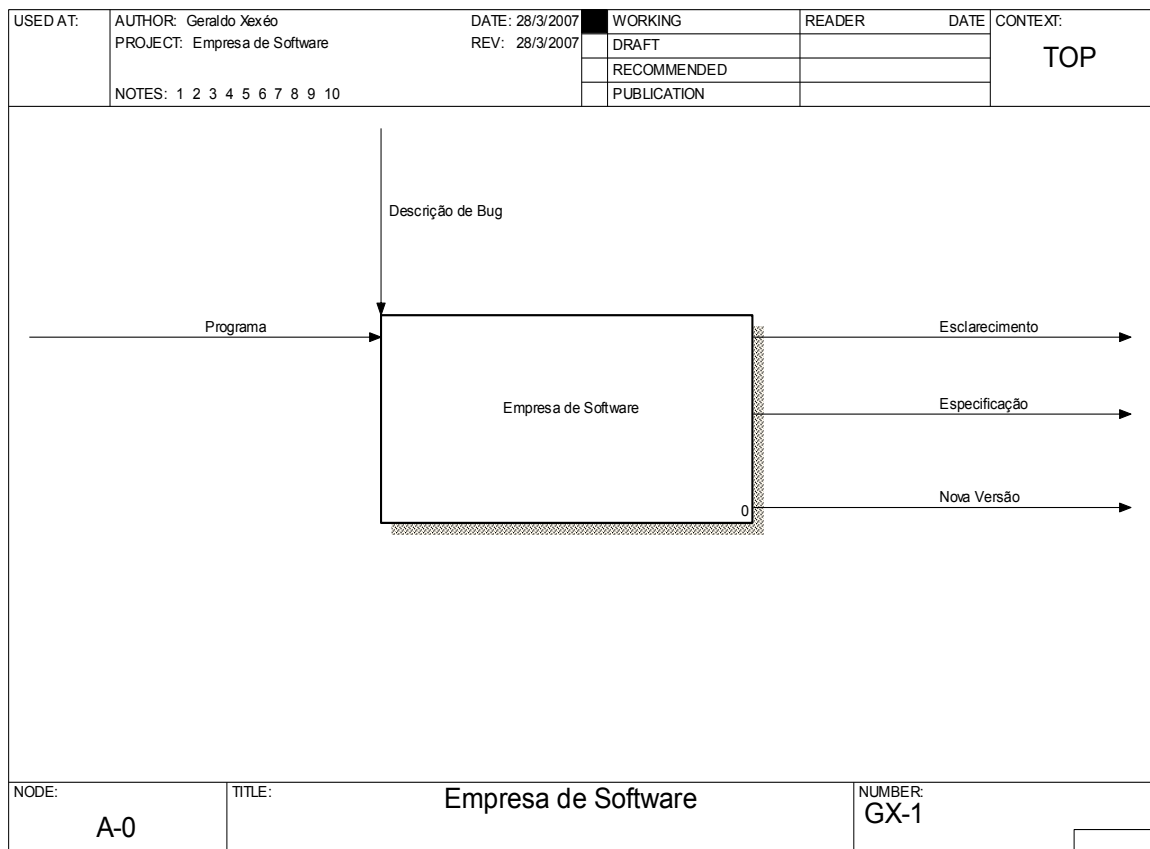 USED AT:
AUTHOR: Geraldo Xexéo
DATE: 28/3/2007
PROJECT: Empresa de Software
REV: 28/3/2007
NOTES: 1 2 3 4 5 6 7 8 9 10
WORKING
DRAFT
RECOMMENDED
PUBLICATION
READER
DATE
CONTEXT:
TOP
Descrição de Bug
Programa
Empresa de Software
0
Esclarecimento
Especificação
Nova Versão
NODE:
A-0
TITLE:
Empresa de Software
NUMBER:
GX-1